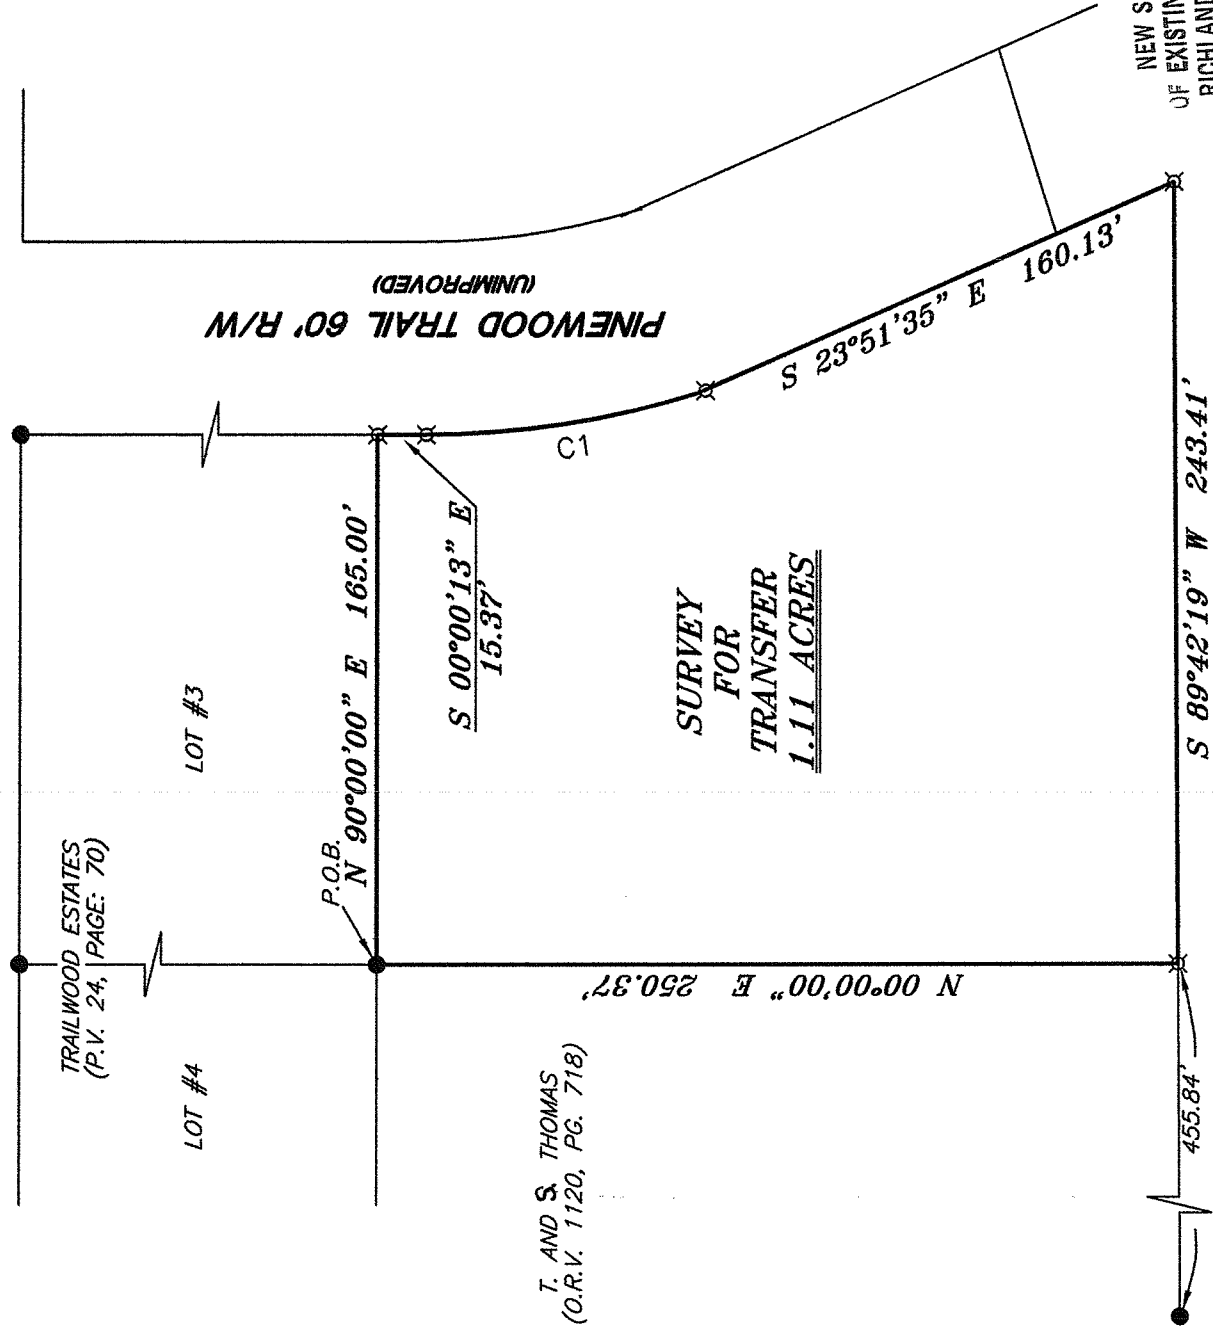 TRAILWOOD ESTATES
(P.V. 24, PAGE: 70)
LOT #4
LOT #3
P.O.B.
N 90°00'00" E 165.00'
S 00°00'13" E
15.37'
C1
PINEWOOD TRAIL 60' R/W
(UNIMPROVED)
S 23°51'35" E 160.13'
SURVEY
FOR
TRANSFER
1.11 ACRES
N 00°00'00" E 250.37'
T. AND S. THOMAS
(O.R.V. 1120, PG. 718)
S 89°42'19" W 243.41'
455.84'
NEW S
OF EXISTIN
RICHLAND